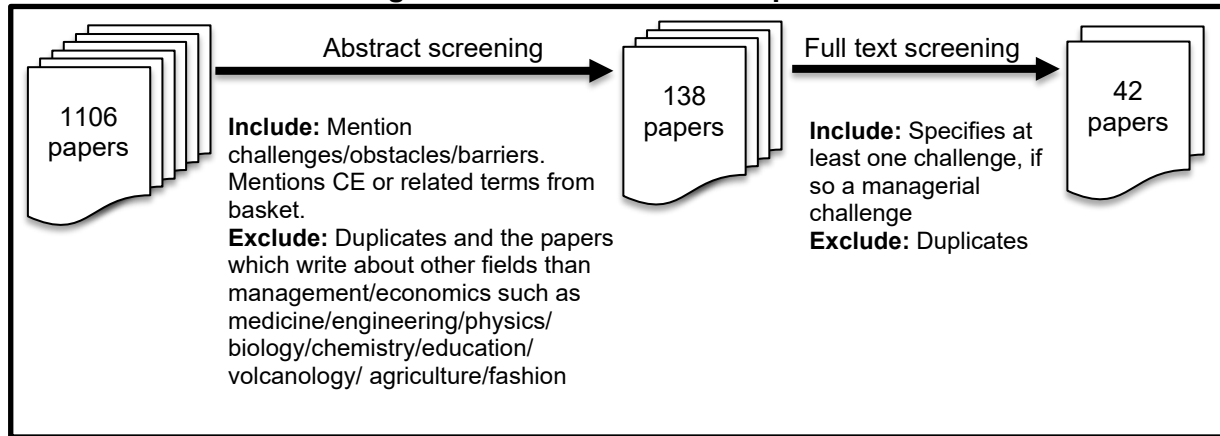 Abstract screening
Full text screening
1106
papers
138
papers
42
papers
Include: Mention
challenges/obstacles/barriers.
Mentions CE or related terms from
basket.
Exclude: Duplicates and the papers
which write about other fields than
management/economics such as
medicine/engineering/physics/
biology/chemistry/education/
volcanology/ agriculture/fashion
Include: Specifies at
least one challenge, if
so a managerial
challenge
Exclude: Duplicates